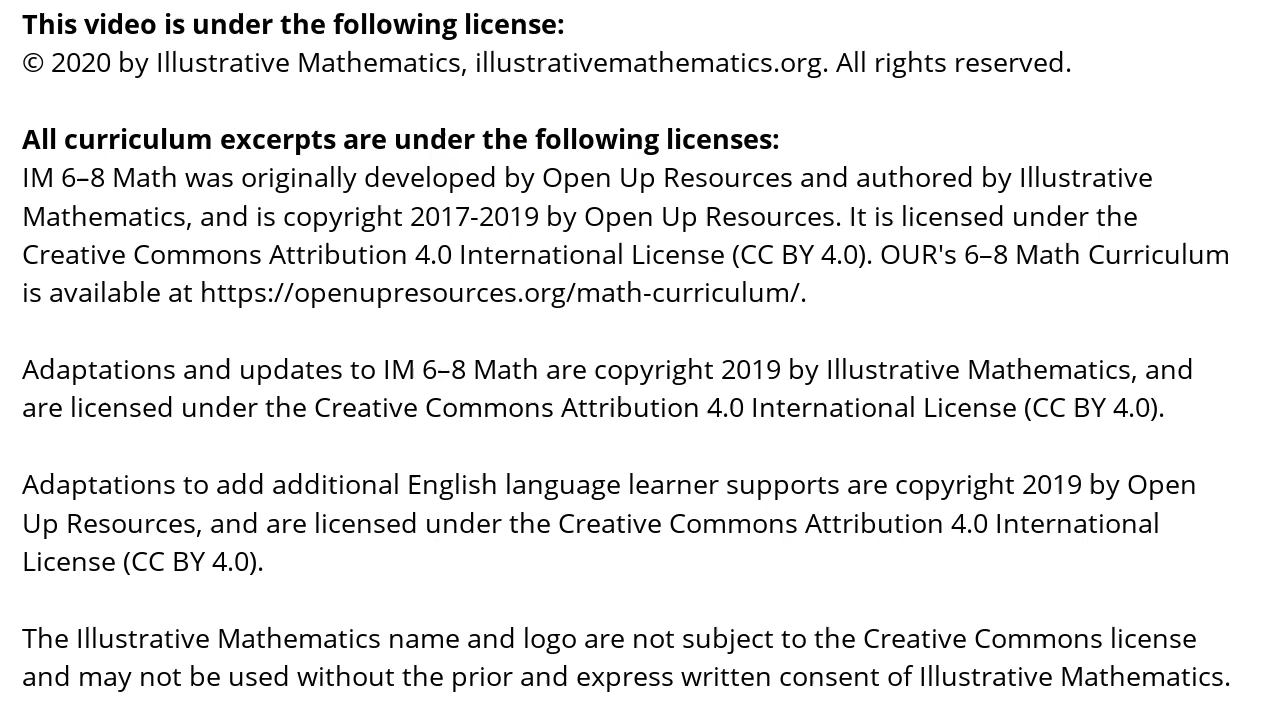 This video is under the following license:
© 2020 by Illustrative Mathematics, illustrativemathematics.org. All rights reserved.
All curriculum excerpts are under the following licenses:
IM 6–8 Math was originally developed by Open Up Resources and authored by Illustrative
Mathematics, and is copyright 2017-2019 by Open Up Resources. It is licensed under the
Creative Commons Attribution 4.0 International License (CC BY 4.0). OUR's 6–8 Math Curriculum
is available at https://openupresources.org/math-curriculum/.
Adaptations and updates to IM 6–8 Math are copyright 2019 by Illustrative Mathematics, and
are licensed under the Creative Commons Attribution 4.0 International License (CC BY 4.0).
Adaptations to add additional English language learner supports are copyright 2019 by Open
Up Resources, and are licensed under the Creative Commons Attribution 4.0 International
License (CC BY 4.0).
The Illustrative Mathematics name and logo are not subject to the Creative Commons license
and may not be used without the prior and express written consent of Illustrative Mathematics.